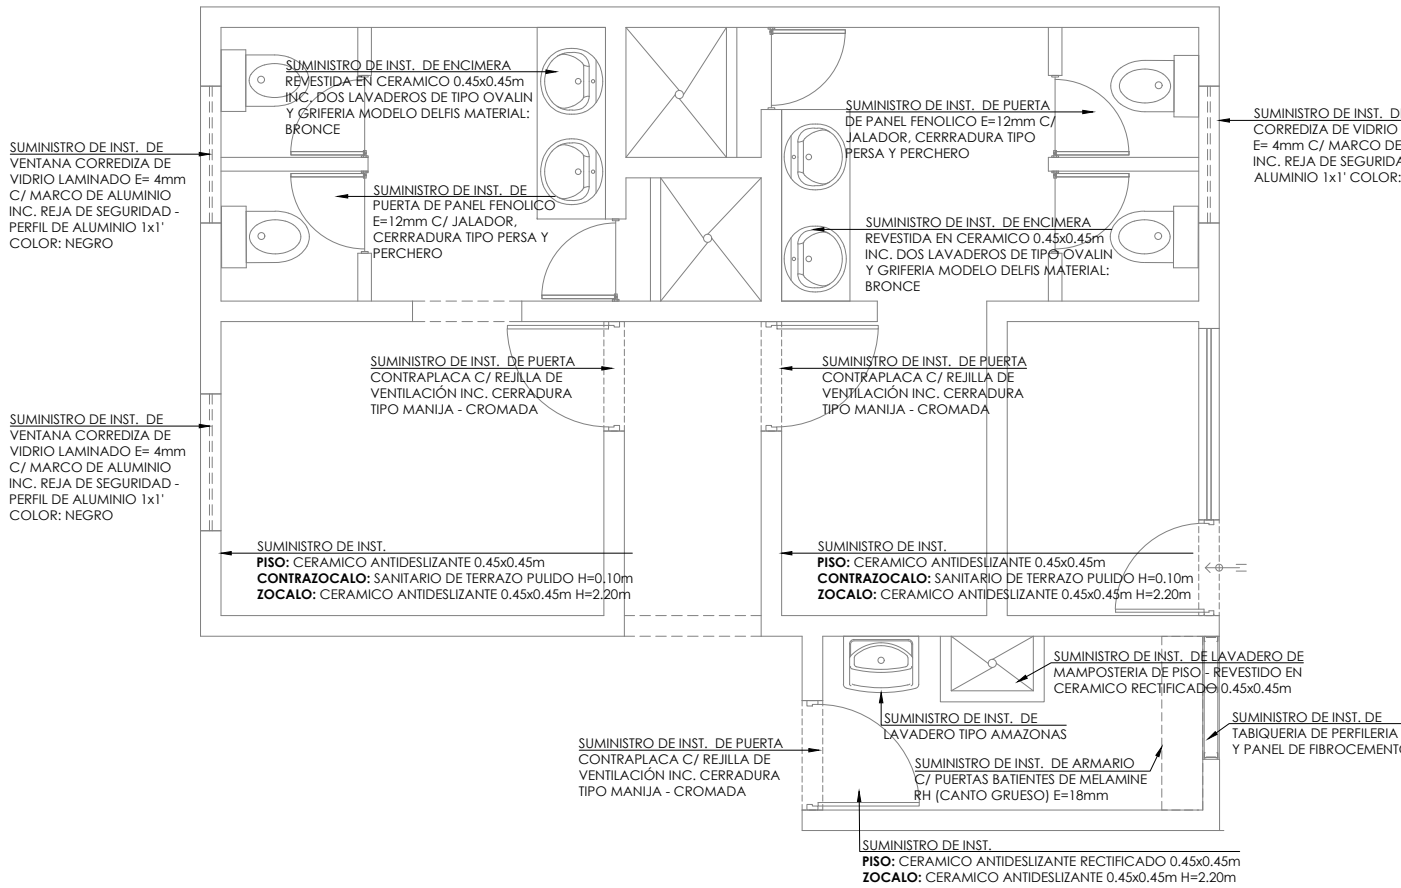 SUMINISTRO DE INST.  DE ENCIMERA
REVESTIDA EN CERAMICO 0.45x0.45m
INC. DOS LAVADEROS DE TIPO OVALIN
Y GRIFERIA MODELO DELFIS MATERIAL:
BRONCE
SUMINISTRO DE INST.  DE PUERTA
DE PANEL FENOLICO E=12mm C/
JALADOR, CERRRADURA TIPO
PERSA Y PERCHERO
SUMINISTRO DE INST.
CORREDIZA DE VIDRIO
E= 4mm C/ MARCO DE
INC. REJA DE
ALUMINIO 1x1' COLOR:
SUMINISTRO DE INST.  DE
VENTANA CORREDIZA DE
VIDRIO LAMINADO E= 4mm
C/ MARCO DE ALUMINIO
INC. REJA DE SEGURIDAD -
PERFIL DE ALUMINIO 1x1'
COLOR: NEGRO
SUMINISTRO DE INST.  DE
PUERTA DE PANEL FENOLICO
E=12mm C/ JALADOR,
CERRRADURA TIPO PERSA Y
PERCHERO
SUMINISTRO DE INST.  DE ENCIMERA
REVESTIDA EN CERAMICO 0.45x0.45m
INC. DOS LAVADEROS DE TIPO OVALIN
Y GRIFERIA MODELO DELFIS MATERIAL:
BRONCE
SUMINISTRO DE INST.  DE PUERTA
CONTRAPLACA C/ REJILLA DE
VENTILACIÓN INC. CERRADURA
TIPO MANIJA - CROMADA
SUMINISTRO DE INST.  DE PUERTA
CONTRAPLACA C/ REJILLA DE
VENTILACIÓN INC. CERRADURA
TIPO MANIJA - CROMADA
SUMINISTRO DE INST.  DE
VENTANA CORREDIZA DE
VIDRIO LAMINADO E= 4mm
C/ MARCO DE ALUMINIO
INC. REJA DE SEGURIDAD -
PERFIL DE ALUMINIO 1x1'
COLOR: NEGRO
SUMINISTRO DE INST.
PISO: CERAMICO ANTIDESLIZANTE 0.45x0.45m
CONTRAZOCALO: SANITARIO DE TERRAZO PULIDO H=0.10m
ZOCALO: CERAMICO ANTIDESLIZANTE 0.45x0.45m H=2.20m
SUMINISTRO DE INST.
PISO: CERAMICO ANTIDESLIZANTE 0.45x0.45m
CONTRAZOCALO: SANITARIO DE TERRAZO PULIDO H=0.10m
ZOCALO: CERAMICO ANTIDESLIZANTE 0.45x0.45m H=2.20m
SUMINISTRO DE INST.  DE LAVADERO DE
MAMPOSTERIA DE PISO - REVESTIDO EN
CERAMICO RECTIFICADO 0.45x0.45m
SUMINISTRO DE INST.  DE
LAVADERO TIPO AMAZONAS
SUMINISTRO DE INST. DE
TABIQUERIA DE PERFILERIA
Y PANEL DE
SUMINISTRO DE INST.  DE PUERTA
CONTRAPLACA C/ REJILLA DE
VENTILACIÓN INC. CERRADURA
TIPO MANIJA - CROMADA
SUMINISTRO DE INST.  DE ARMARIO
C/ PUERTAS BATIENTES DE MELAMINE
RH (CANTO GRUESO) E=18mm
SUMINISTRO DE INST.
PISO: CERAMICO ANTIDESLIZANTE RECTIFICADO 0.45x0.45m
ZOCALO: CERAMICO ANTIDESLIZANTE 0.45x0.45m H=2.20m